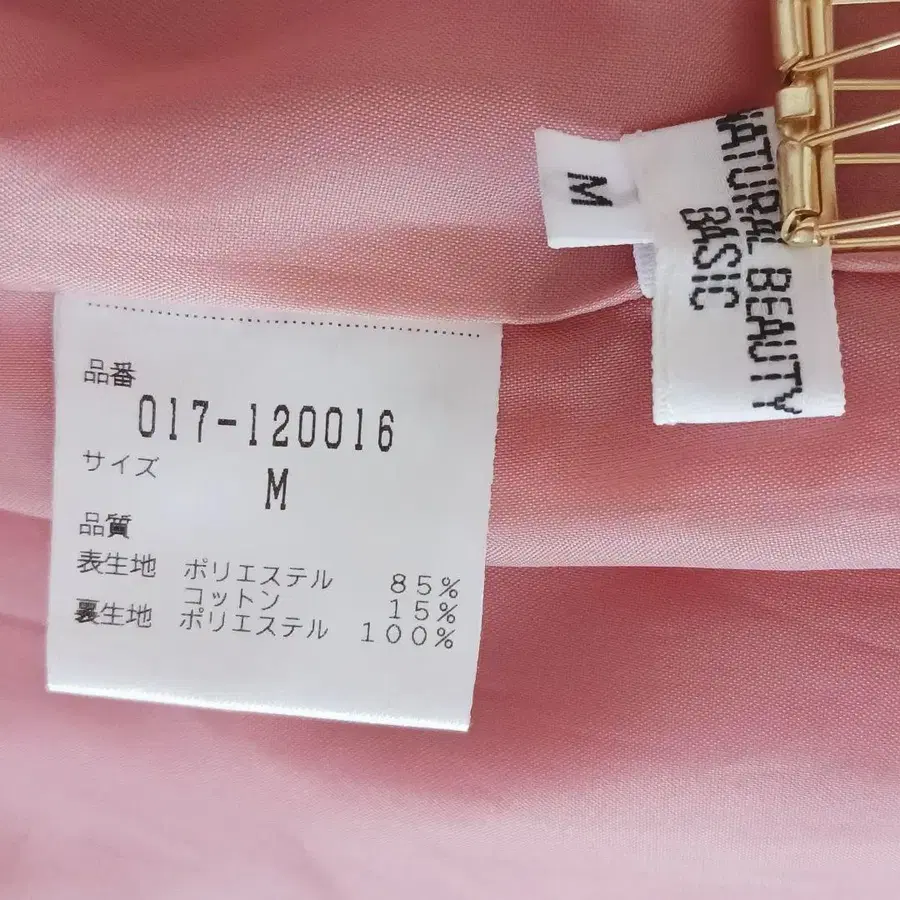 品番
017-120016
サイズ
M
品質
表生地 ポリエステル 85%
コットン 15%
裏生地 ポリエステル 100%
M
NATURAL BEAUTY
BASIC